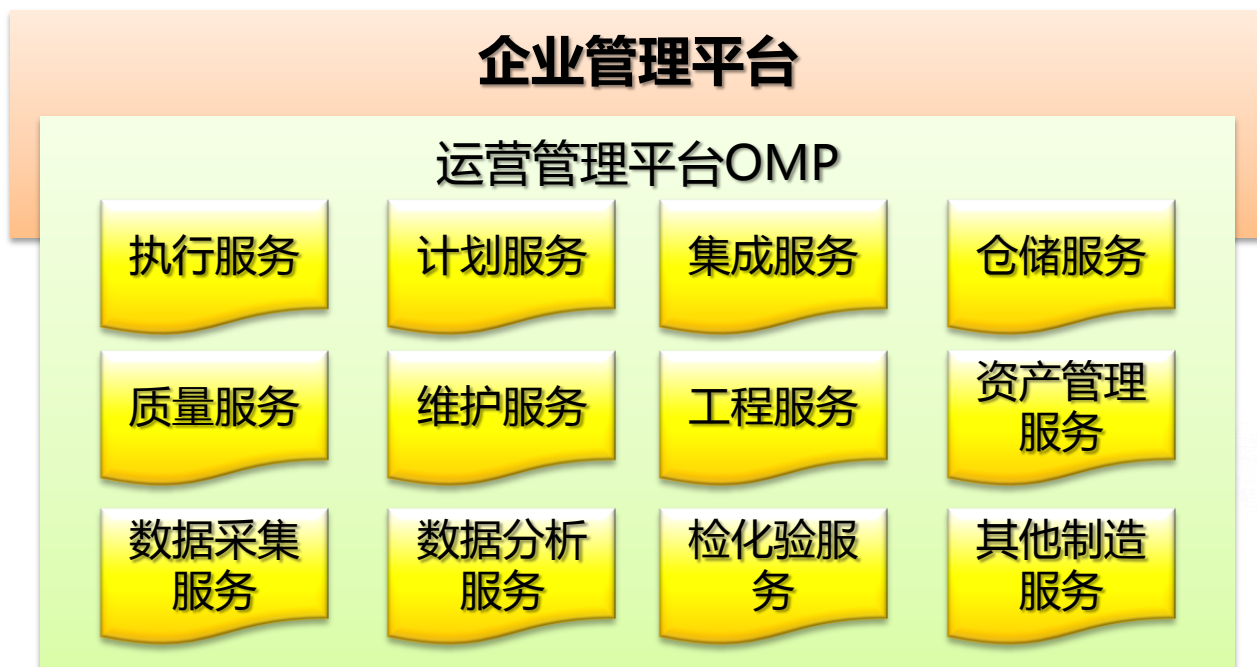 企业管理平台
运营管理平台OMP
执行服务
计划服务
集成服务
仓储服务
质量服务
维护服务
工程服务
资产管理
服务
数据采集
服务
数据分析
服务
检化验服
务
其他制造
服务